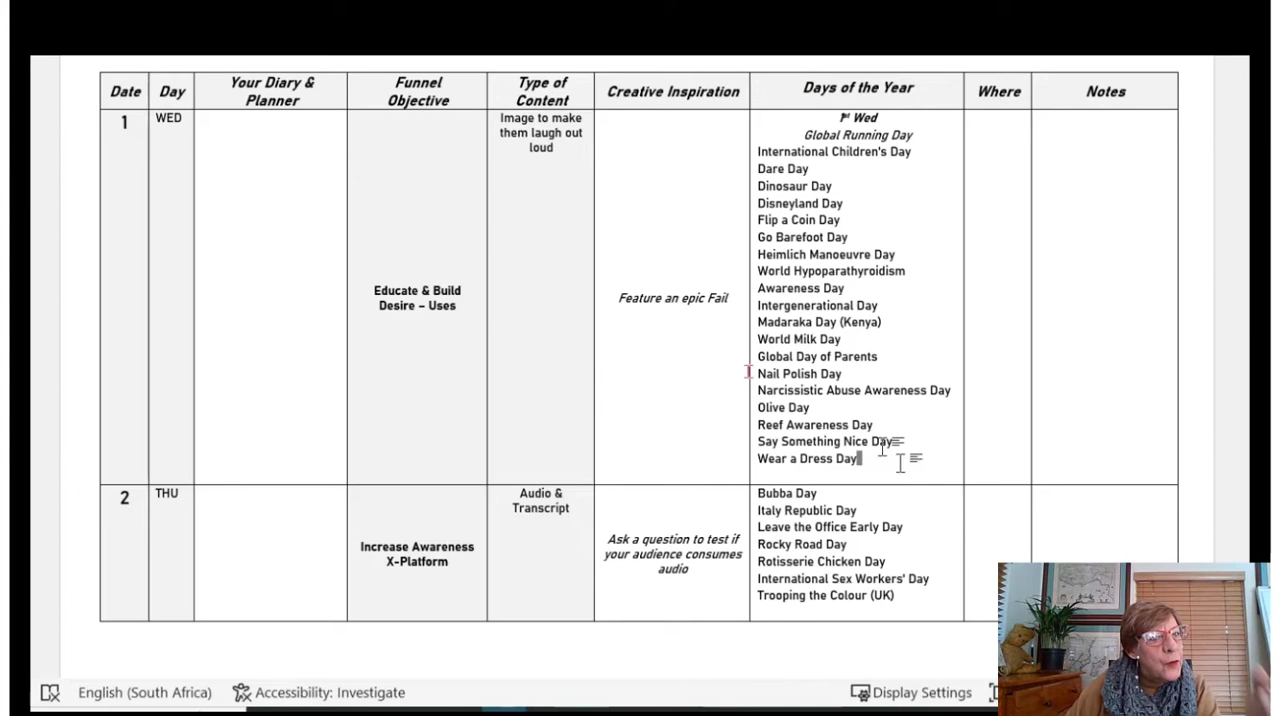 Date
Day
Your Diary &
Planner
Funnel
Objective
Type of
Content
Creative Inspiration
Days of the Year
Where
Notes
1
WED
Educate & Build
Desire – Uses
Image to make
them laugh out
loud
Feature an epic Fail
1st Wed
Global Running Day
International Children's Day
Dare Day
Dinosaur Day
Disneyland Day
Flip a Coin Day
Go Barefoot Day
Heimlich Manoeuvre Day
World Hypoparathyroidism
Awareness Day
Intergenerational Day
Madaraka Day (Kenya)
World Milk Day
Global Day of Parents
Nail Polish Day
Narcissistic Abuse Awareness Day
Olive Day
Reef Awareness Day
Say Something Nice Day
Wear a Dress Day
2
THU
Increase Awareness
X-Platform
Audio &
Transcript
Ask a question to test if
your audience consumes
audio
Bubba Day
Italy Republic Day
Leave the Office Early Day
Rocky Road Day
Rotisserie Chicken Day
International Sex Workers' Day
Trooping the Colour (UK)
English (South Africa)
Accessibility: Investigate
Display Settings